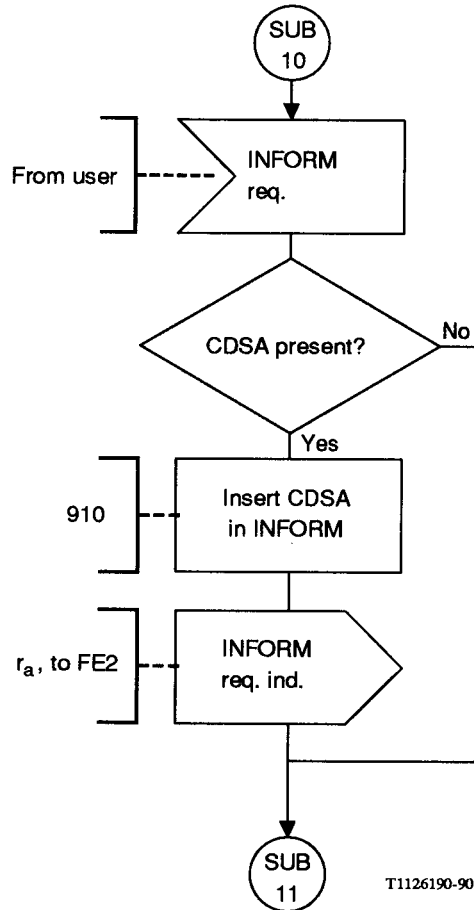 SUB
10
From user
INFORM
req.
CDSA present?
No
Yes
910
Insert CDSA
in INFORM
ra, to FE2
INFORM
req. ind.
SUB
11
T1126190-90